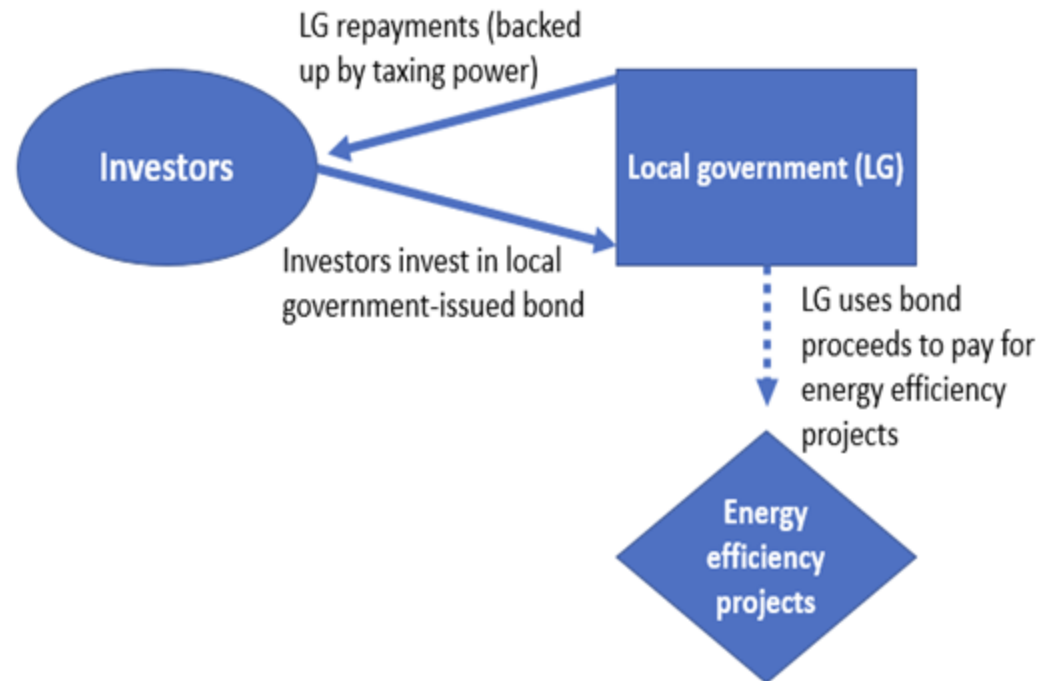 LG repayments (backed
up by taxing power)
Investors
Local government (LG)
Investors invest in local
government-issued bond
LG uses bond
proceeds to pay for
energy efficiency
projects
Energy
efficiency
projects